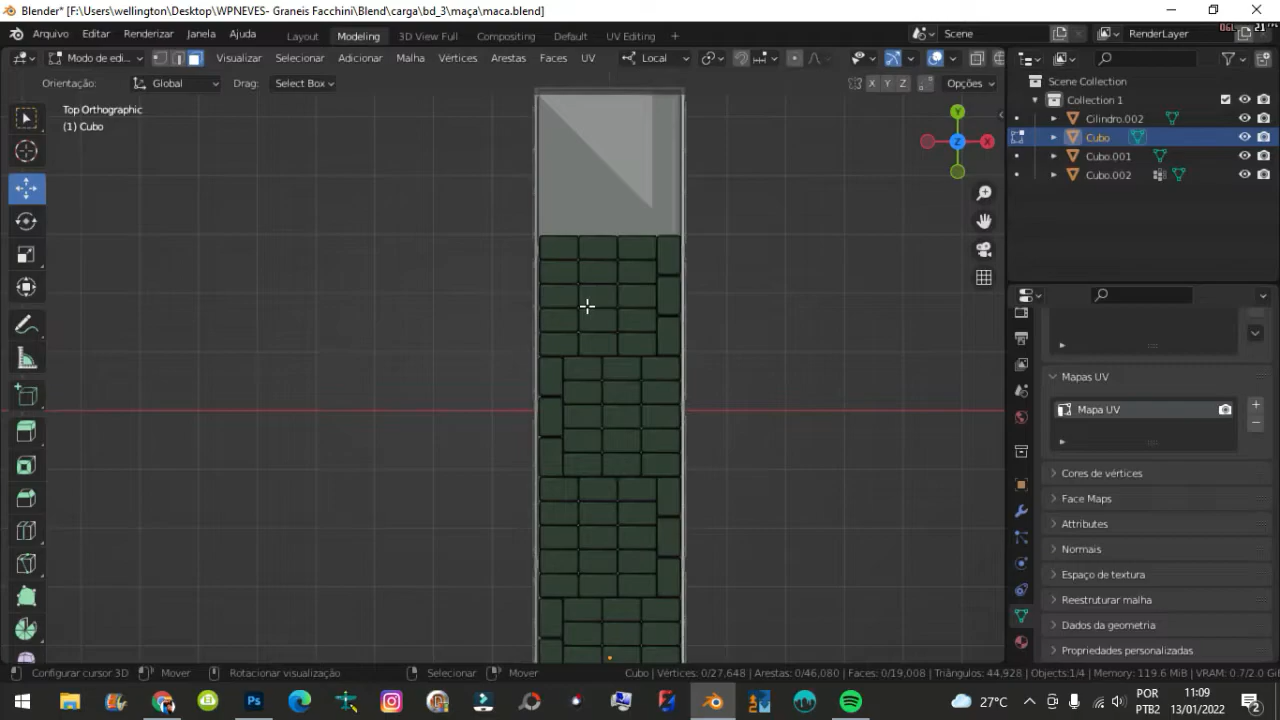 Blender* [F:\Users\wellington\Desktop\WPNEVES- Graneis Facchini\Blend\carga\bd_3\maça\maca.blend]
Arquivo Editar Renderizar Janela Ajuda Layout Modeling 3D View Full Compositing Default UV Editing + Scene RenderLayer
Modo de edi... Visualizar Selecionar Adicionar Malha Vértices Arestas Faces UV Local
Orientação: Global Drag: Select Box X Y Z Opções
Top Orthographic
(1) Cubo
Y
Z X
Scene Collection
Collection 1
Cilindro.002
Cubo
Cubo.001
Cubo.002
Mapas UV
Mapa UV
Cores de vértices
Face Maps
Attributes
Normais
Espaço de textura
Reestruturar malha
Dados da geometria
Propriedades personalizadas
Configurar cursor 3D Mover Rotacionar visualização Selecionar Mover Cubo | Vértices: 0/27,648 | Arestas: 0/46,080 | Faces: 0/19,008 | Triângulos: 44,928 | Objects:1/4 | Memory: 119.6 MiB | VRAM: 0.7/2.0 Gi
Ps 27°C POR PTB2 11:09 13/01/2022 2